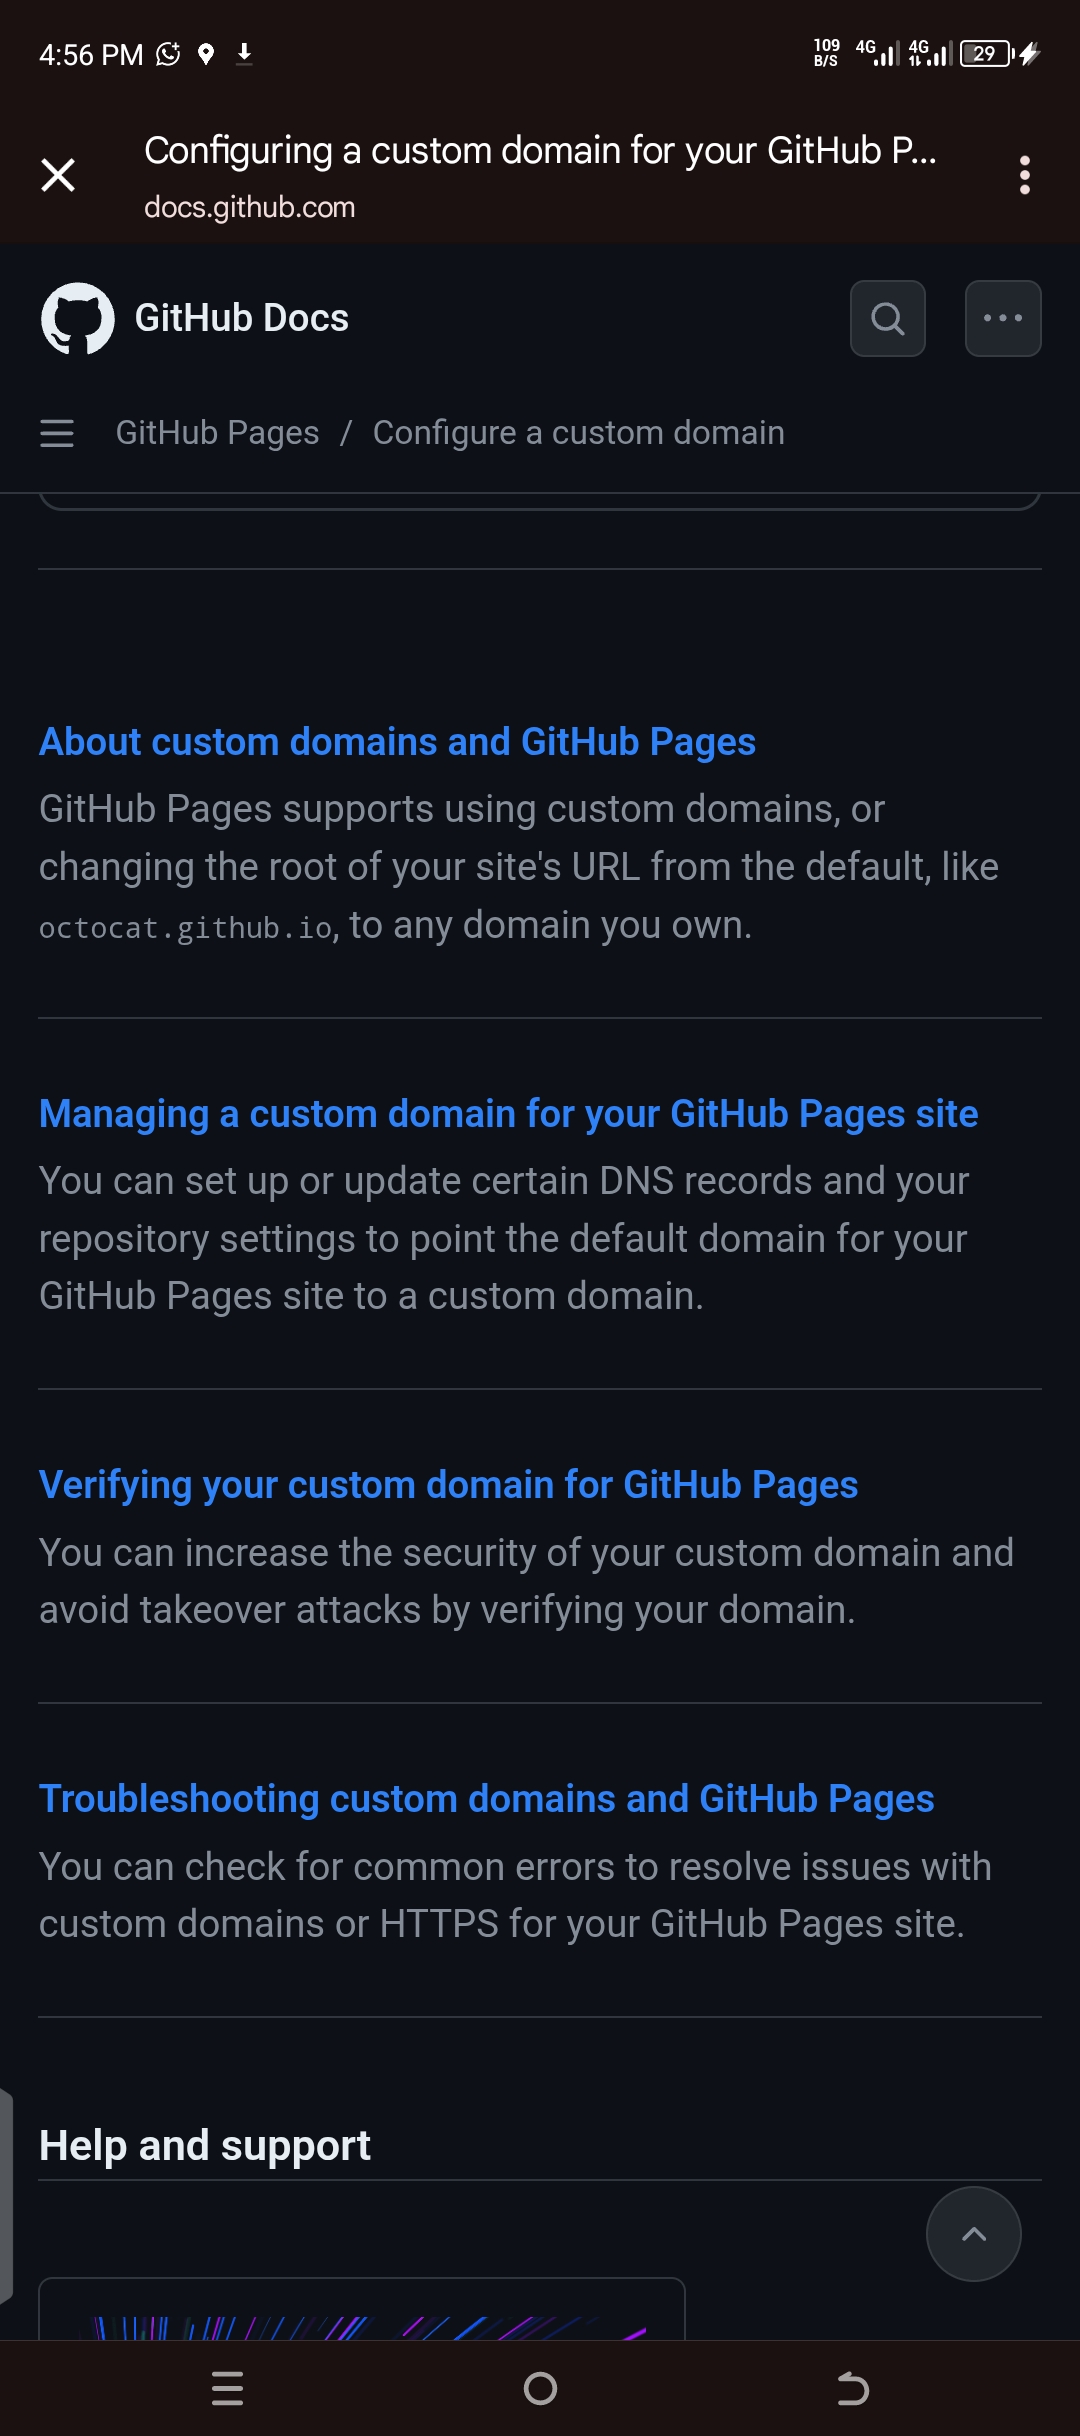 4:56 PM 109 B/S 4G 4G 29
Configuring a custom domain for your GitHub P...
docs.github.com
GitHub Docs
GitHub Pages / Configure a custom domain
About custom domains and GitHub Pages
GitHub Pages supports using custom domains, or
changing the root of your site's URL from the default, like
octocat.github.io, to any domain you own.
Managing a custom domain for your GitHub Pages site
You can set up or update certain DNS records and your
repository settings to point the default domain for your
GitHub Pages site to a custom domain.
Verifying your custom domain for GitHub Pages
You can increase the security of your custom domain and
avoid takeover attacks by verifying your domain.
Troubleshooting custom domains and GitHub Pages
You can check for common errors to resolve issues with
custom domains or HTTPS for your GitHub Pages site.
Help and support